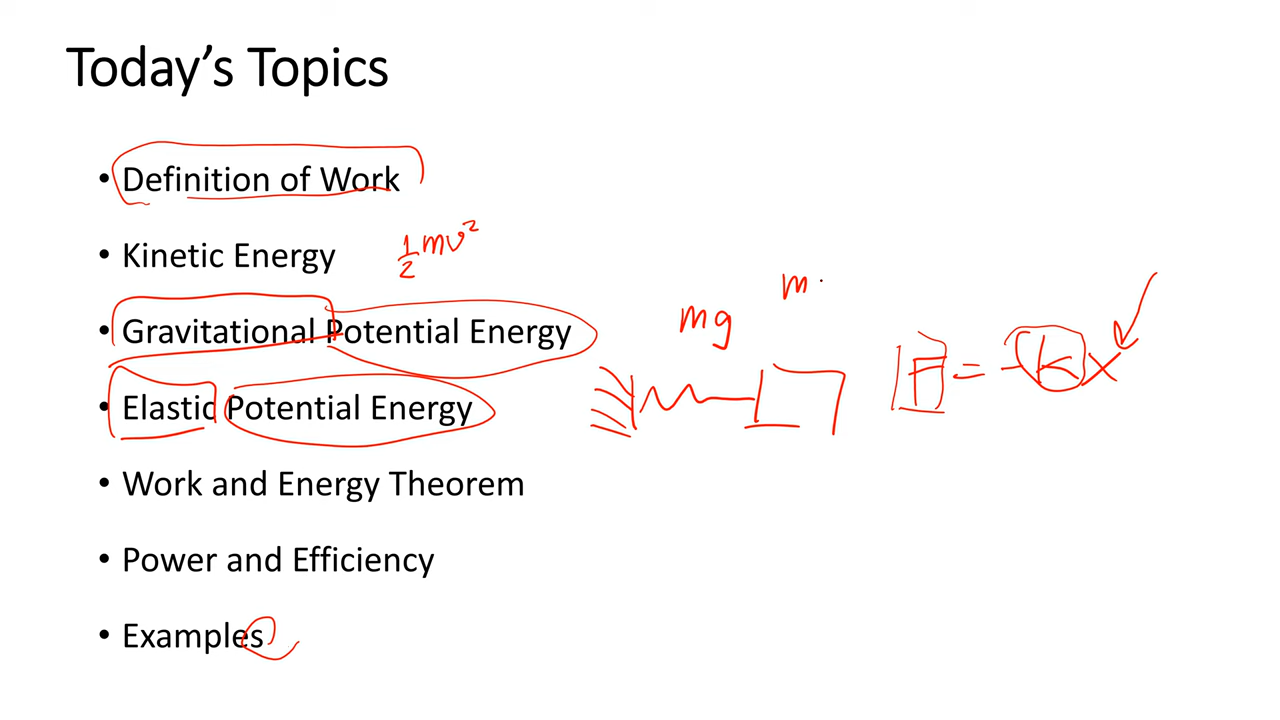 Today's Topics
• Definition of Work
• Kinetic Energy ½mv²
mg m
• Gravitational Potential Energy
F = -kx
• Elastic Potential Energy
• Work and Energy Theorem
• Power and Efficiency
• Examples